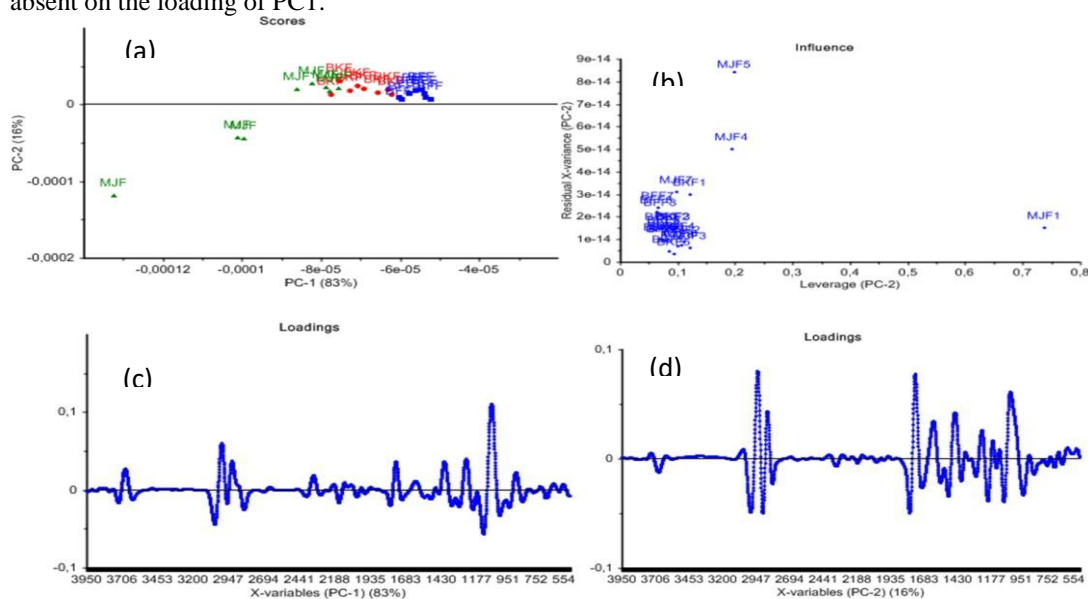 absent on the loading of PC1.
Scores
(a)
MJF
BKF
0
MJF
-0,0001
MJF
-0,0002
PC-2 (16%)
-0,00012 -0,0001 -8e-05 -6e-05 -4e-05
PC-1 (83%)
Influence
(b)
9e-14
8e-14
7e-14
6e-14
5e-14
4e-14
3e-14
2e-14
1e-14
0
Residual X-variance (PC-2)
MJF5
MJF4
MJF7
BKF1
MJF1
0 0,1 0,2 0,3 0,4 0,5 0,6 0,7 0,8
Leverage (PC-2)
Loadings
(c)
0,1
0
-0,1
3950 3706 3453 3200 2947 2694 2441 2188 1935 1683 1430 1177 951 752 554
X-variables (PC-1) (83%)
Loadings
(d)
0,1
0
-0,1
3950 3706 3453 3200 2947 2694 2441 2188 1935 1683 1430 1177 951 752 554
X-variables (PC-2) (16%)